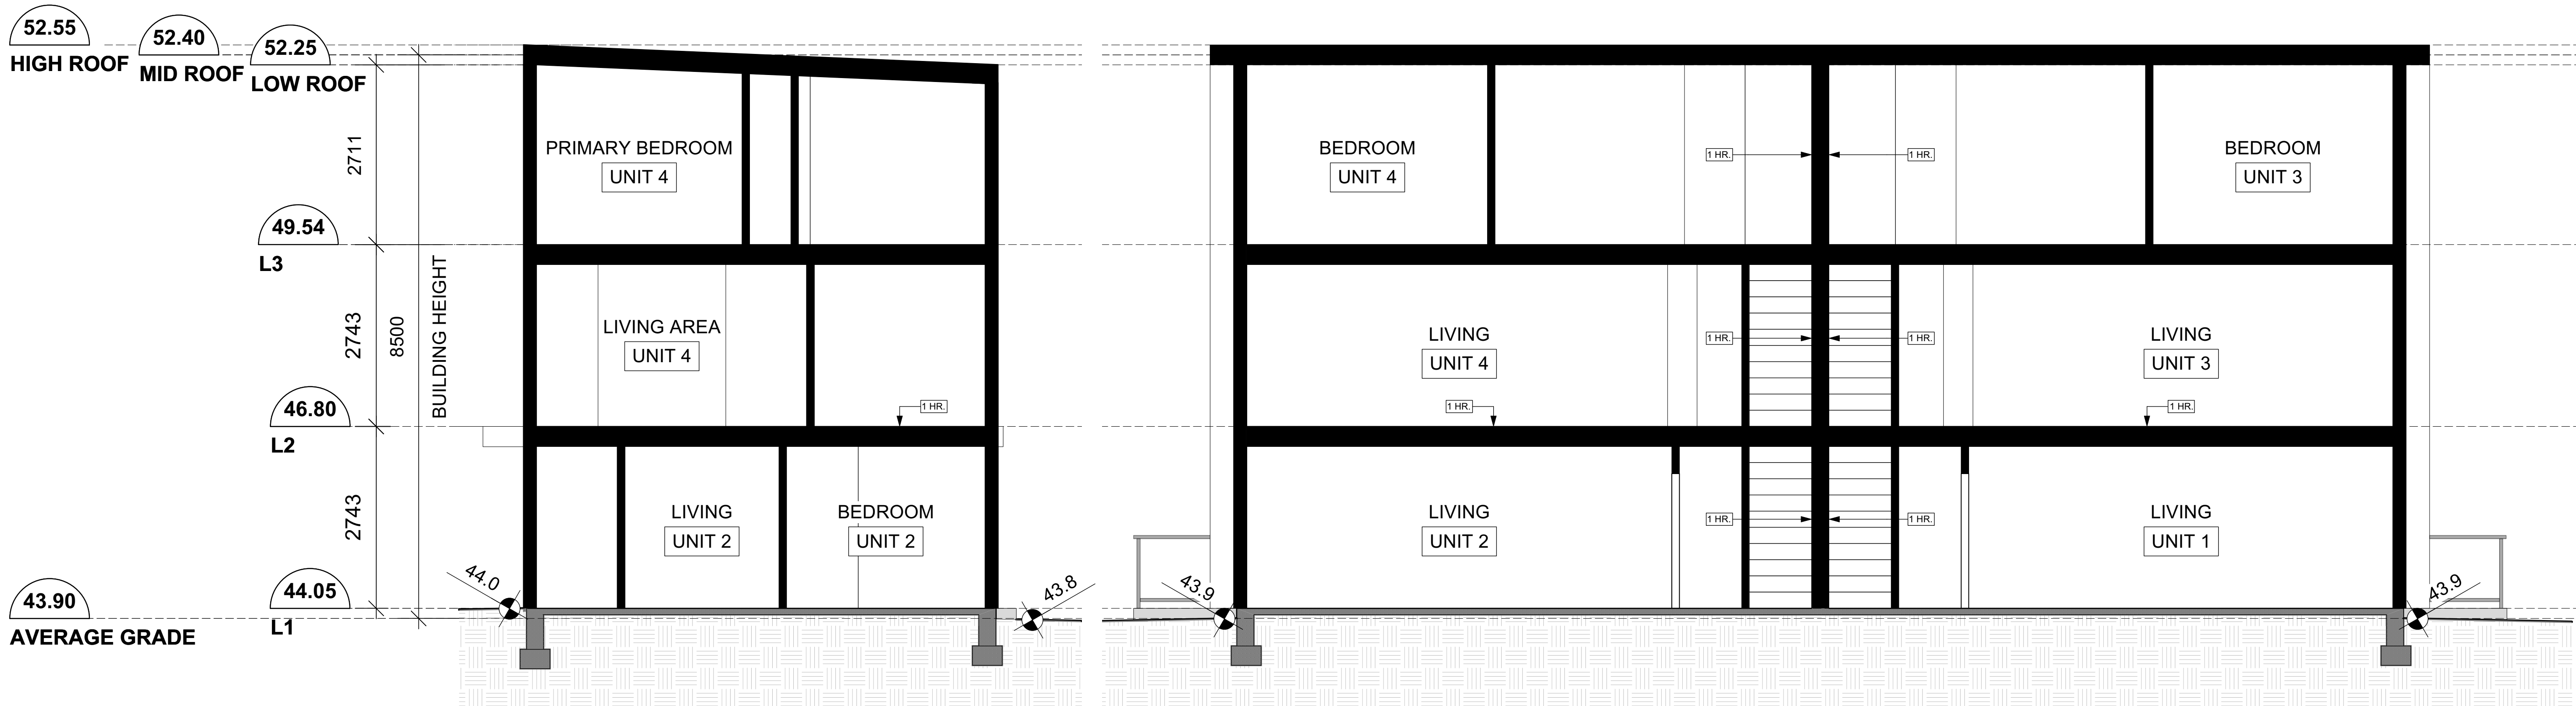 52.55
HIGH ROOF
52.40
MID ROOF
52.25
LOW ROOF
2711
49.54
L3
2743
8500
BUILDING HEIGHT
46.80
L2
2743
44.05
L1
43.90
AVERAGE GRADE
PRIMARY BEDROOM
UNIT 4
LIVING AREA
UNIT 4
1 HR.
LIVING
UNIT 2
BEDROOM
UNIT 2
44.0
43.8
BEDROOM
UNIT 4
1 HR.
1 HR.
BEDROOM
UNIT 3
LIVING
UNIT 4
1 HR.
1 HR.
LIVING
UNIT 3
1 HR.
1 HR.
LIVING
UNIT 2
1 HR.
1 HR.
LIVING
UNIT 1
43.9
43.9